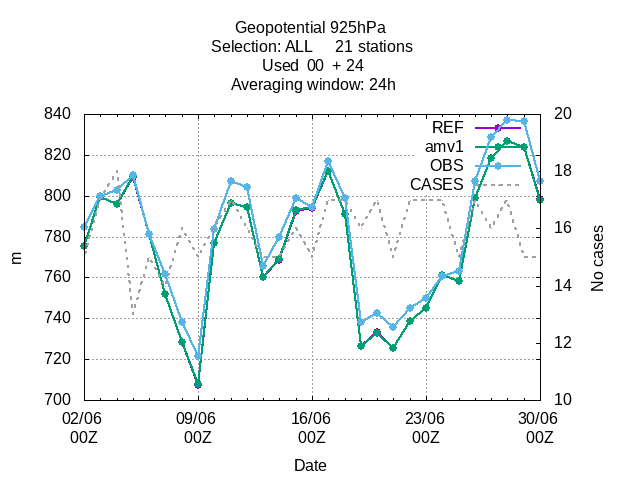 Geopotential 925hPa
Selection: ALL 21 stations
Used 00 + 24
Averaging window: 24h
REF
amv1
OBS
CASES
840
820
800
780
760
740
720
700
m
20
18
16
14
12
10
No cases
02/06 09/06 16/06 23/06 30/06
00Z 00Z 00Z 00Z 00Z
Date